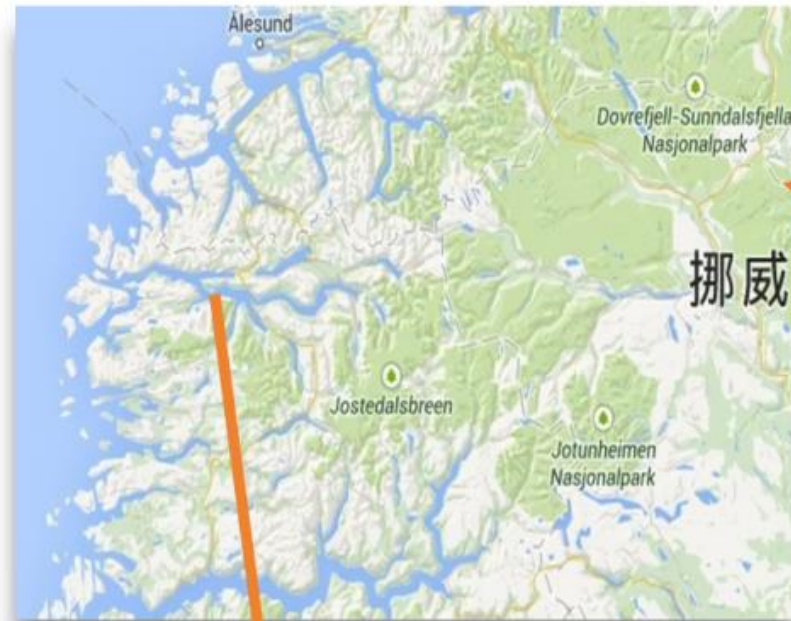 Ålesund
Dovrefjell-Sunndalsfjella
Nasjonalpark
挪威
Jostedalsbreen
Jotunheimen
Nasjonalpark